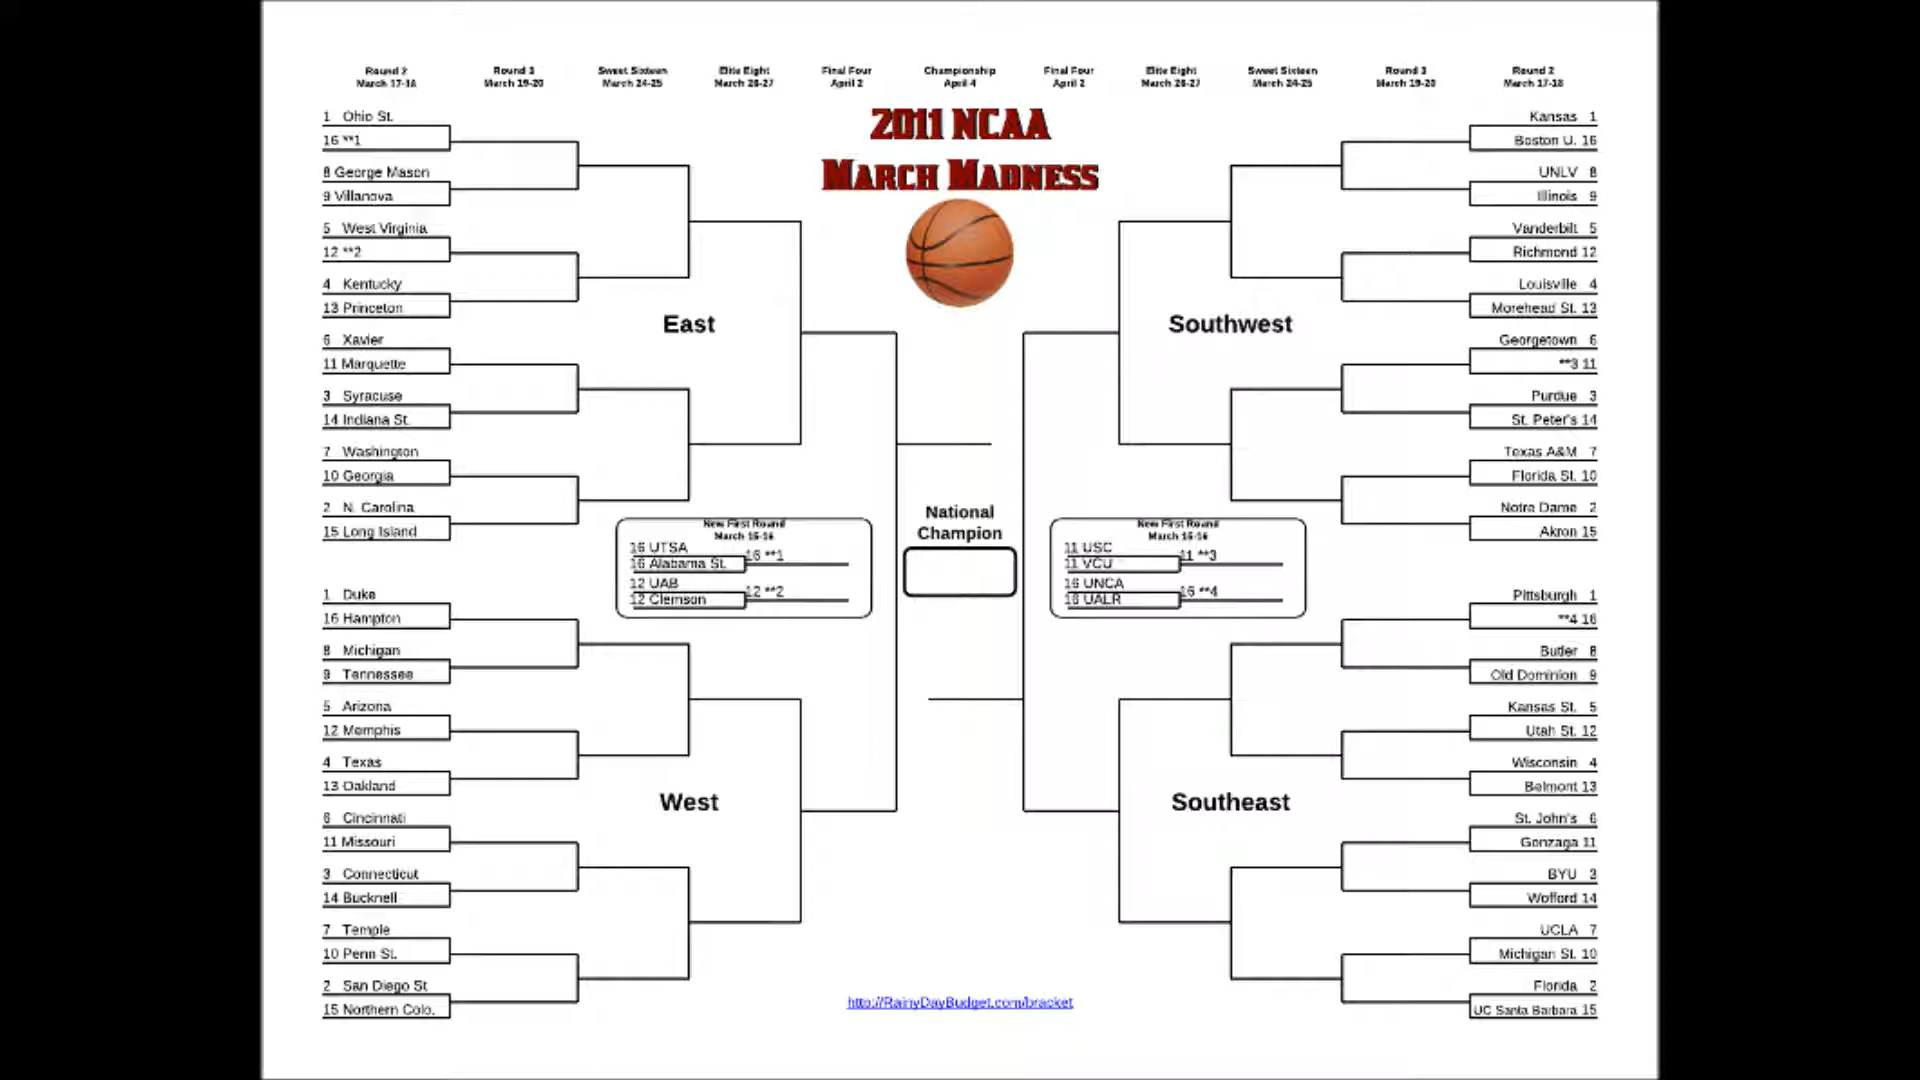 Round 2 Round 3 Sweet Sixteen Elite Eight Final Four Championship Final Four Elite Eight Sweet Sixteen Round 3 Round 2
March 17-18 March 19-20 March 24-25 March 26-27 April 2 April 4 April 2 March 26-27 March 24-25 March 19-20 March 17-18
2011 NCAA
March Madness
1 Ohio St.
16 **1
8 George Mason
9 Villanova
5 West Virginia
12 **2
4 Kentucky
13 Princeton
6 Xavier
11 Marquette
3 Syracuse
14 Indiana St.
7 Washington
10 Georgia
2 N. Carolina
15 Long Island
East
1 Duke
16 Hampton
8 Michigan
9 Tennessee
5 Arizona
12 Memphis
4 Texas
13 Oakland
6 Cincinnati
11 Missouri
3 Connecticut
14 Bucknell
7 Temple
10 Penn St.
2 San Diego St
15 Northern Colo.
West
New First Round
March 15-16
16 UTSA
16 Alabama St.
16 **1
12 UAB
12 Clemson
12 **2
National
Champion
New First Round
March 15-16
11 USC
11 VCU
11 **3
16 UNCA
16 UALR
16 **4
Kansas 1
Boston U. 16
UNLV 8
Illinois 9
Vanderbilt 5
Richmond 12
Louisville 4
Morehead St. 13
Georgetown 6
**3 11
Purdue 3
St. Peter's 14
Texas A&M 7
Florida St. 10
Notre Dame 2
Akron 15
Southwest
Pittsburgh 1
**4 16
Butler 8
Old Dominion 9
Kansas St. 5
Utah St. 12
Wisconsin 4
Belmont 13
St. John's 6
Gonzaga 11
BYU 3
Wofford 14
UCLA 7
Michigan St. 10
Florida 2
UC Santa Barbara 15
Southeast
http://RainyDayBudget.com/bracket